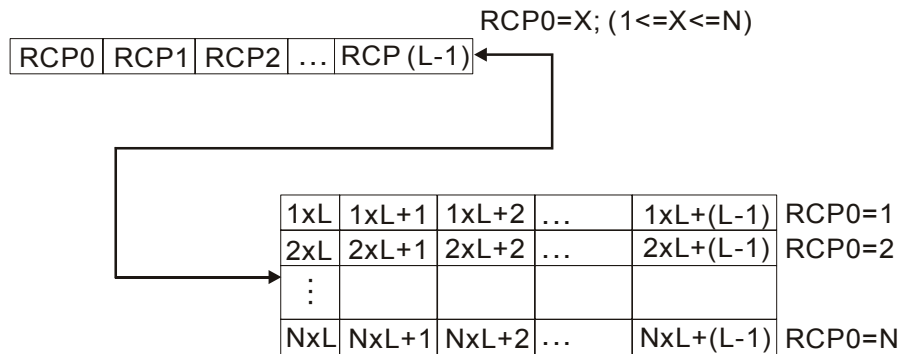 RCP0=X; (1<=X<=N)
RCP0 RCP1 RCP2 ... RCP (L-1)
1xL 1xL+1 1xL+2 ... 1xL+(L-1) RCP0=1
2xL 2xL+1 2xL+2 ... 2xL+(L-1) RCP0=2
⋮
NxL NxL+1 NxL+2 ... NxL+(L-1) RCP0=N